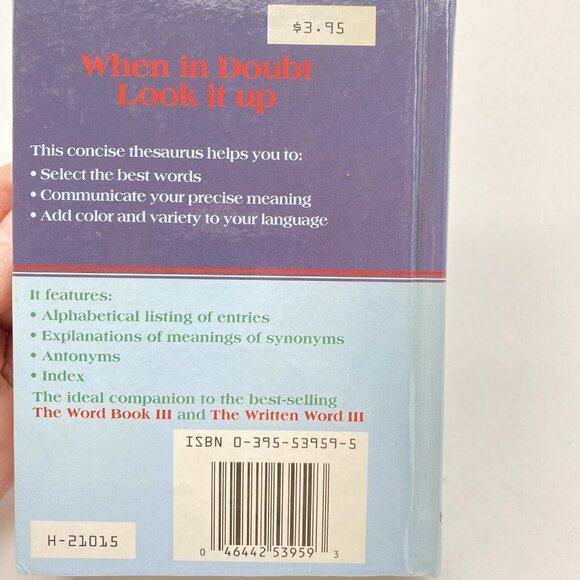 $3.95
When in Doubt
Look it up
This concise thesaurus helps you to:
• Select the best words
• Communicate your precise meaning
• Add color and variety to your language
It features:
• Alphabetical listing of entries
• Explanations of meanings of synonyms
• Antonyms
• Index
The ideal companion to the best-selling
The Word Book III and The Written Word III
ISBN 0-395-53959-5
H-21015
0 46442 53959 3